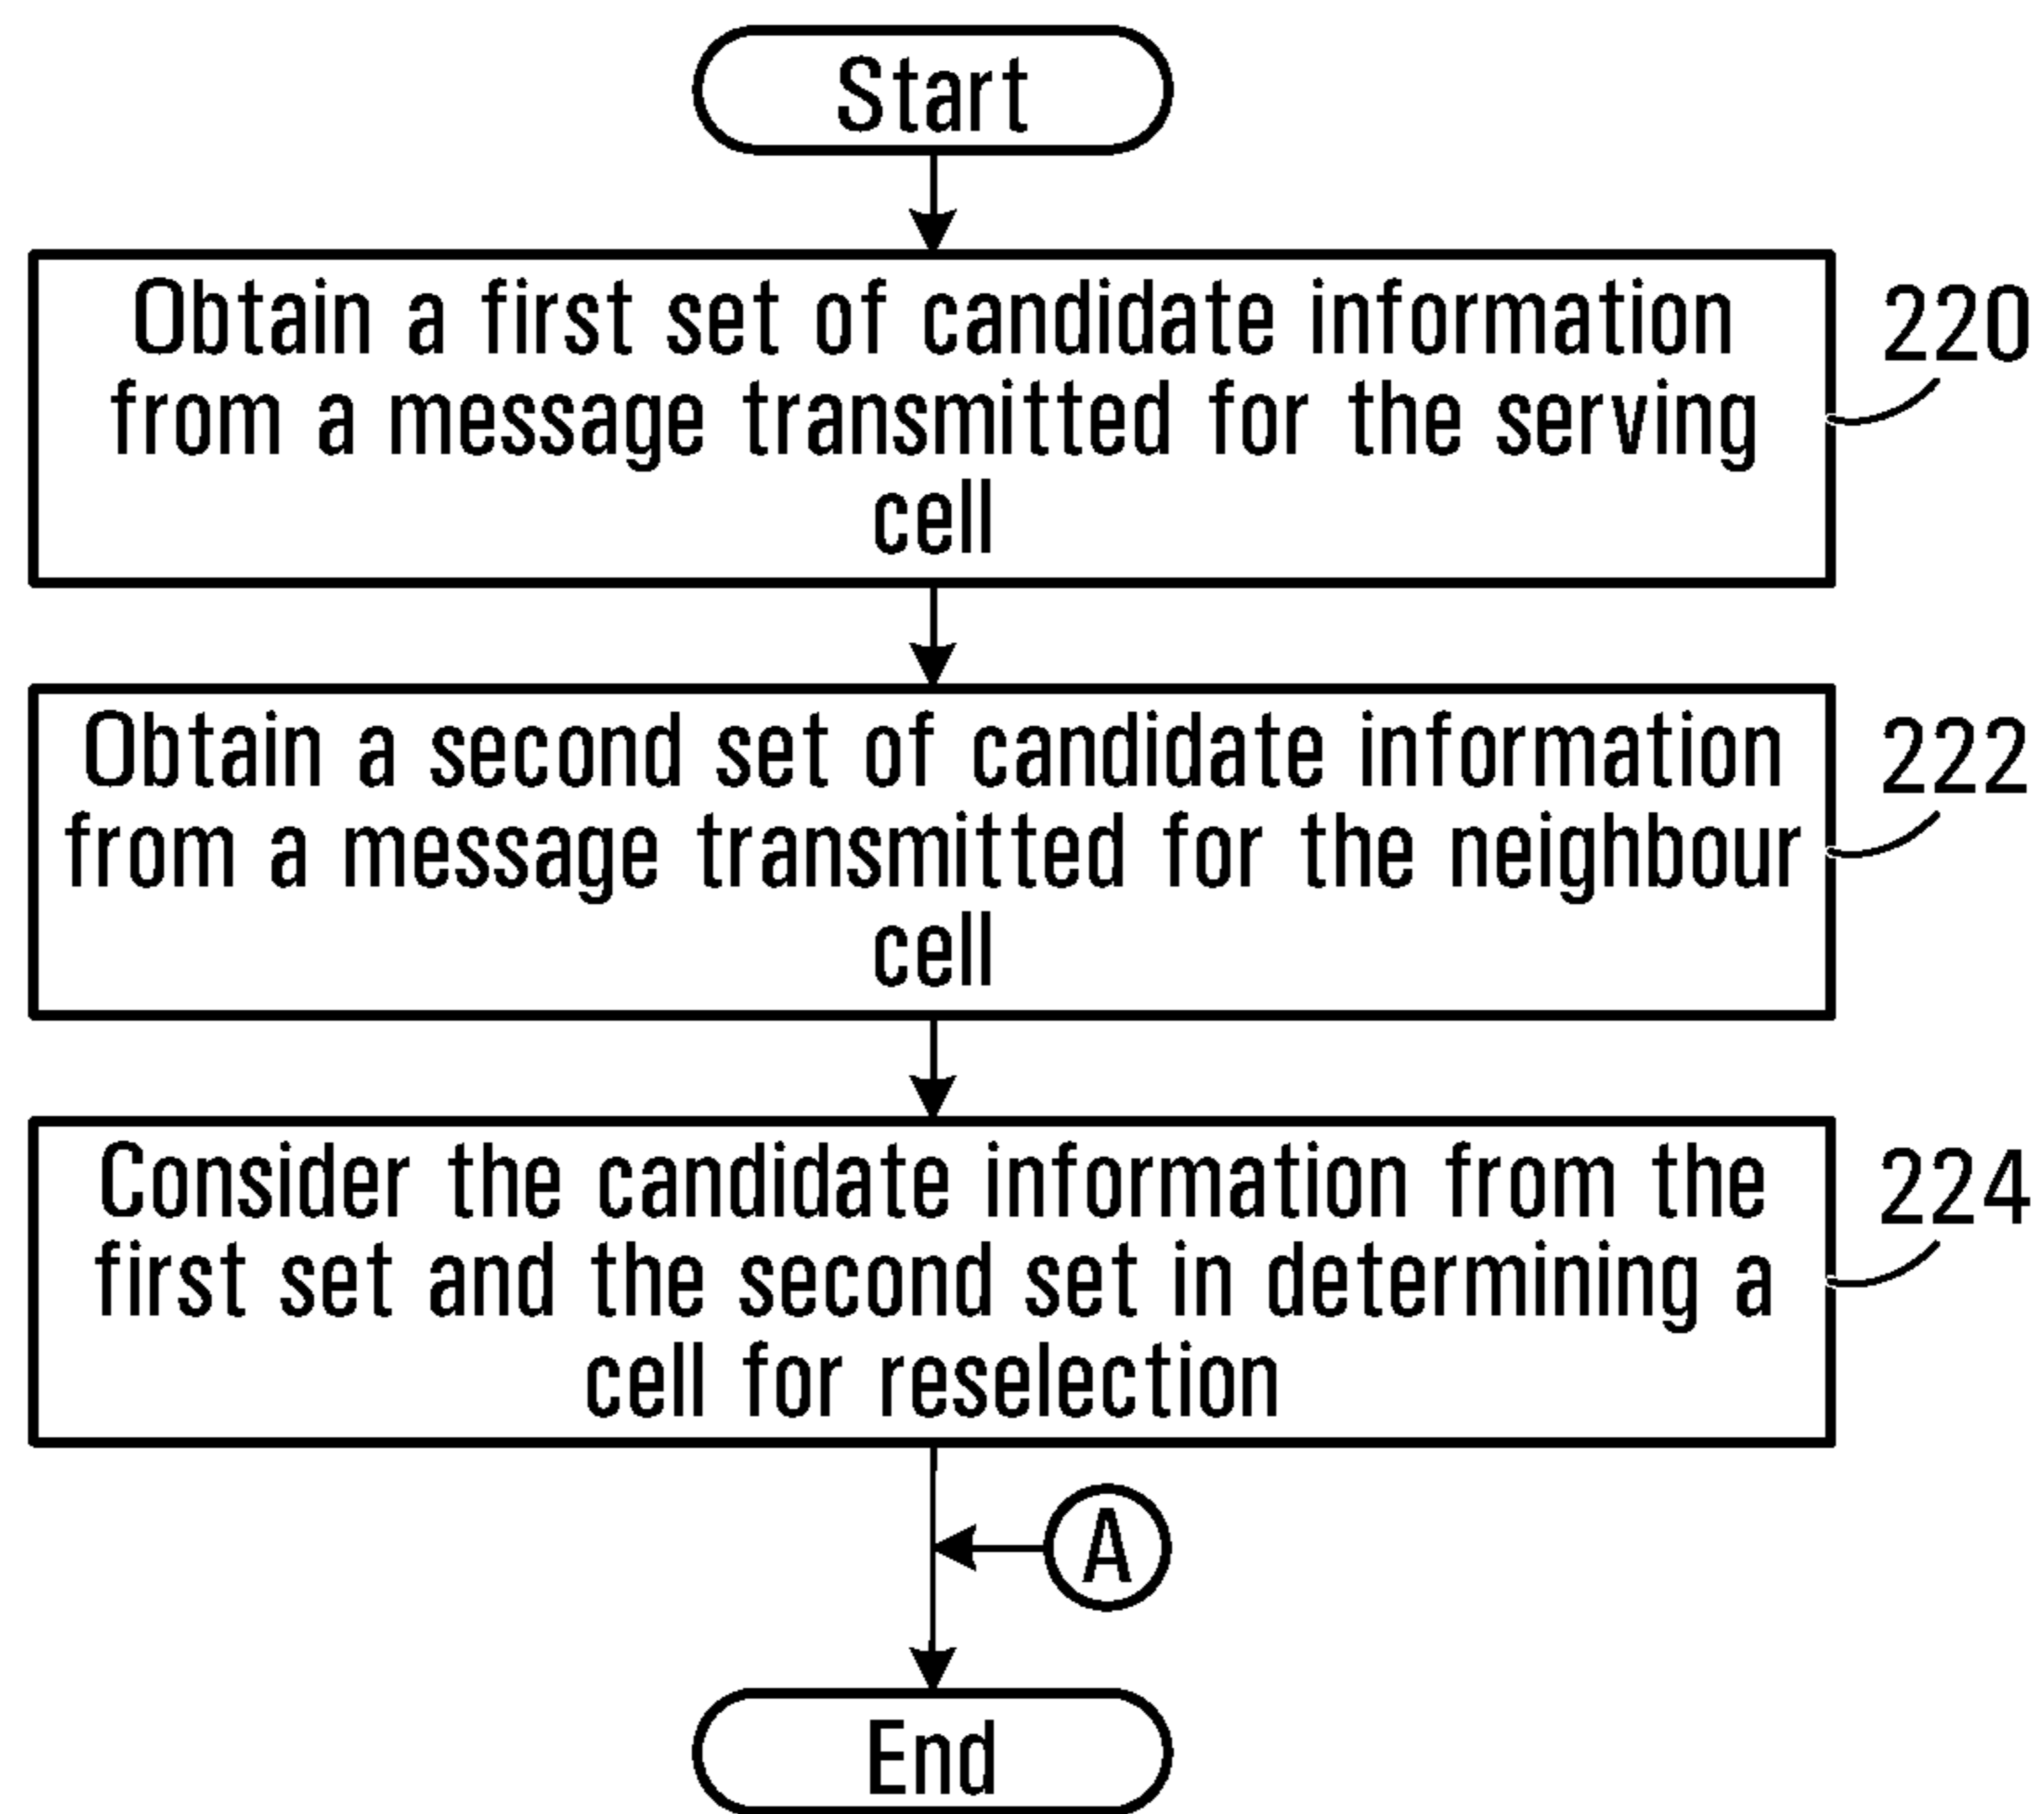 Start
Obtain a first set of candidate information
from a message transmitted for the serving
cell
220
Obtain a second set of candidate information
from a message transmitted for the neighbour
cell
222
Consider the candidate information from the
first set and the second set in determining a
cell for reselection
224
A
End